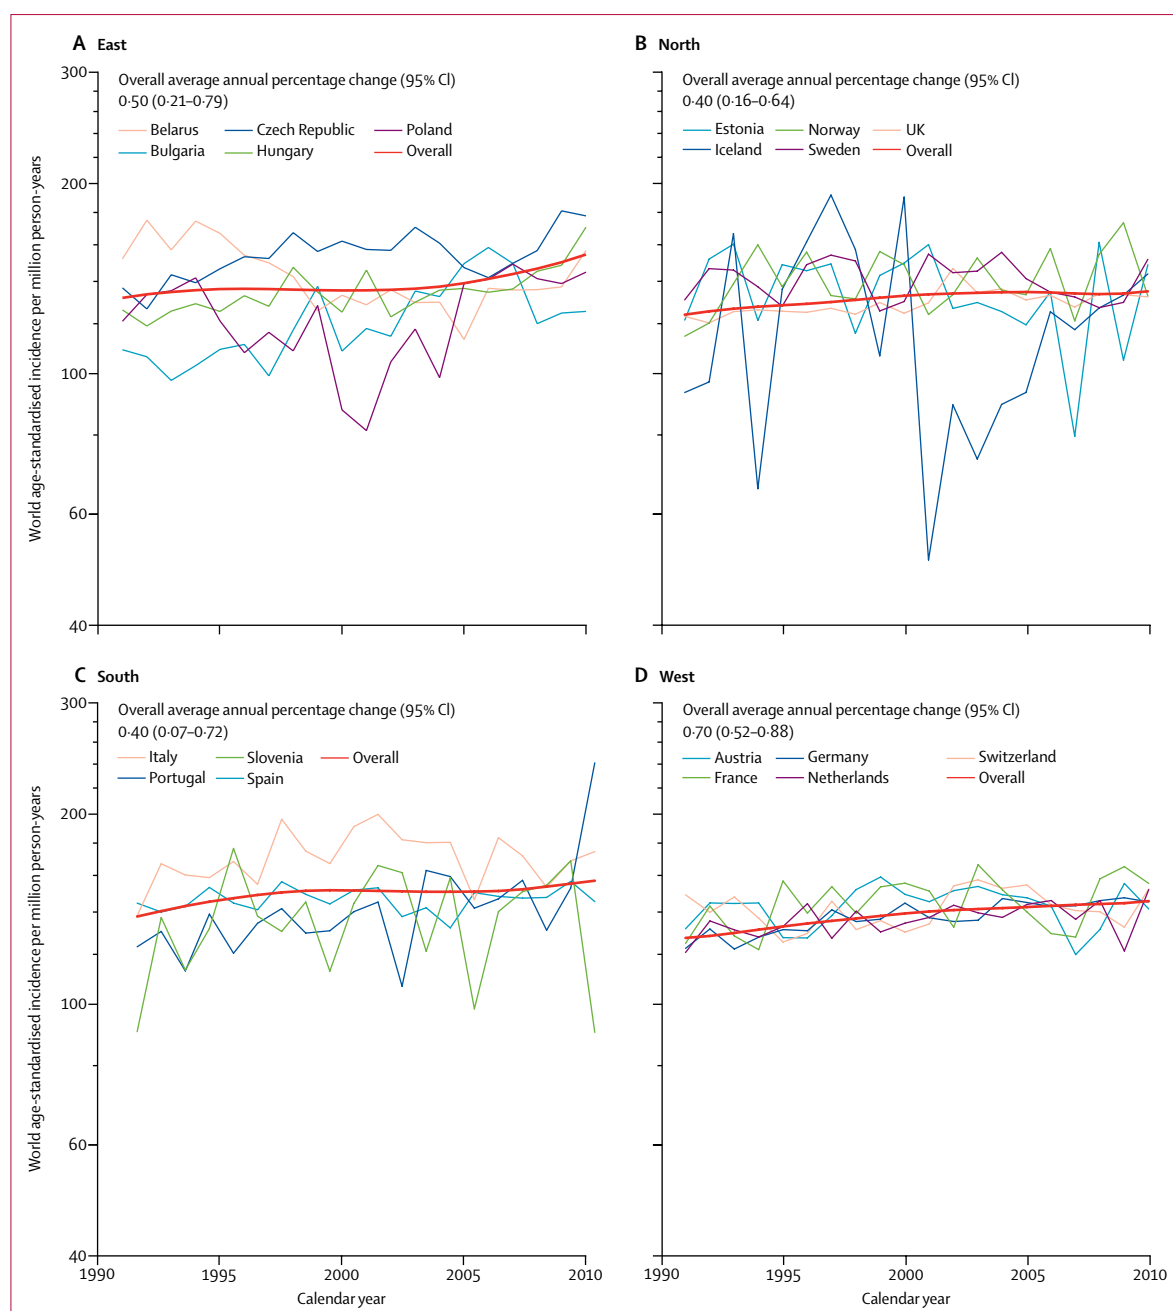 A East
Overall average annual percentage change (95% CI)
0·50 (0·21–0·79)
Belarus Czech Republic Poland
Bulgaria Hungary Overall
300
200
100
60
40
World age-standardised incidence per million person-years
B North
Overall average annual percentage change (95% CI)
0·40 (0·16–0·64)
Estonia Norway UK
Iceland Sweden Overall
C South
Overall average annual percentage change (95% CI)
0·40 (0·07–0·72)
Italy Slovenia Overall
Portugal Spain
300
200
100
60
40
World age-standardised incidence per million person-years
1990 1995 2000 2005 2010
Calendar year
D West
Overall average annual percentage change (95% CI)
0·70 (0·52–0·88)
Austria Germany Switzerland
France Netherlands Overall
1990 1995 2000 2005 2010
Calendar year